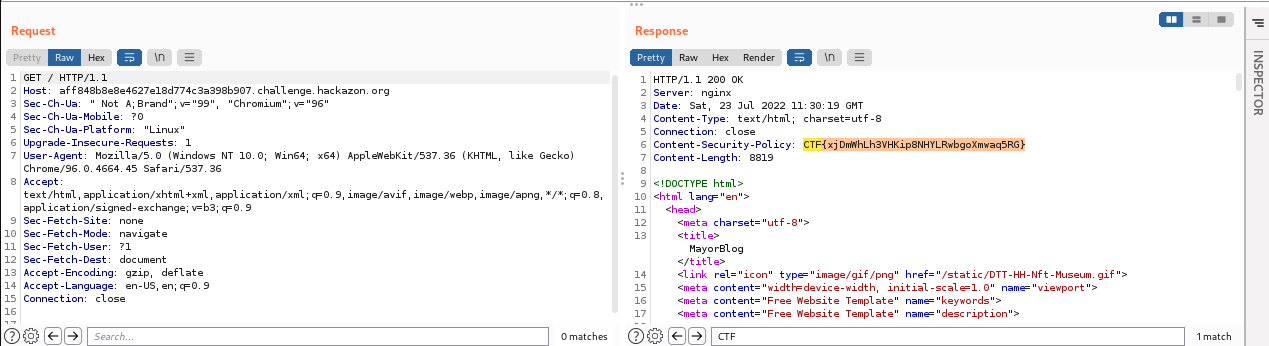 Request
Pretty Raw Hex \n
1 GET / HTTP/1.1
2 Host: aff848b8e8e4627e18d774c3a398b907.challenge.hackazon.org
3 Sec-Ch-Ua: " Not A;Brand";v="99", "Chromium";v="96"
4 Sec-Ch-Ua-Mobile: ?0
5 Sec-Ch-Ua-Platform: "Linux"
6 Upgrade-Insecure-Requests: 1
7 User-Agent: Mozilla/5.0 (Windows NT 10.0; Win64; x64) AppleWebKit/537.36 (KHTML, like Gecko)
Chrome/96.0.4664.45 Safari/537.36
8 Accept:
text/html,application/xhtml+xml,application/xml;q=0.9,image/avif,image/webp,image/apng,*/*;q=0.8,
application/signed-exchange;v=b3;q=0.9
9 Sec-Fetch-Site: none
10 Sec-Fetch-Mode: navigate
11 Sec-Fetch-User: ?1
12 Sec-Fetch-Dest: document
13 Accept-Encoding: gzip, deflate
14 Accept-Language: en-US,en;q=0.9
15 Connection: close
16
17
Search...
0 matches
Response
Pretty Raw Hex Render \n
1 HTTP/1.1 200 OK
2 Server: nginx
3 Date: Sat, 23 Jul 2022 11:30:19 GMT
4 Content-Type: text/html; charset=utf-8
5 Connection: close
6 Content-Security-Policy: CTF{xjDmWhLh3VHKip8NHYLRwbgoXmwaq5RG}
7 Content-Length: 8819
8
9 <!DOCTYPE html>
10 <html lang="en">
11 <head>
12 <meta charset="utf-8">
13 <title>
MayorBlog
</title>
14 <link rel="icon" type="image/gif/png" href="/static/DTT-HH-Nft-Museum.gif">
15 <meta content="width=device-width, initial-scale=1.0" name="viewport">
16 <meta content="Free Website Template" name="keywords">
17 <meta content="Free Website Template" name="description">
CTF
1 match
INSPECTOR